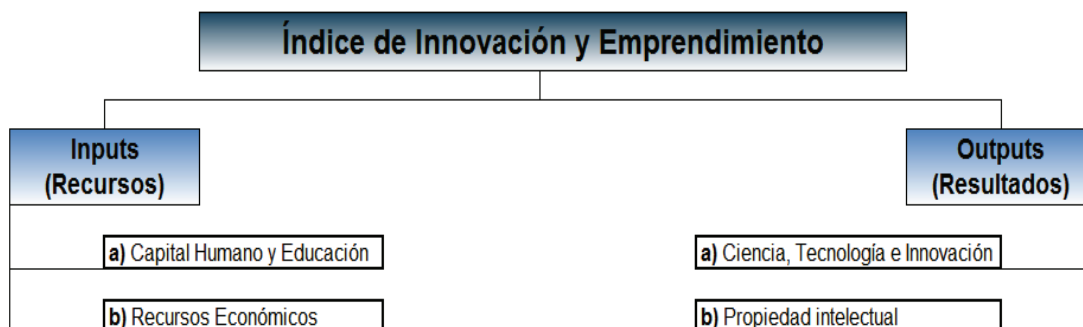 Índice de Innovación y Emprendimiento
Inputs
(Recursos)
Outputs
(Resultados)
a) Capital Humano y Educación
a) Ciencia, Tecnología e Innovación
b) Recursos Económicos
b) Propiedad intelectual